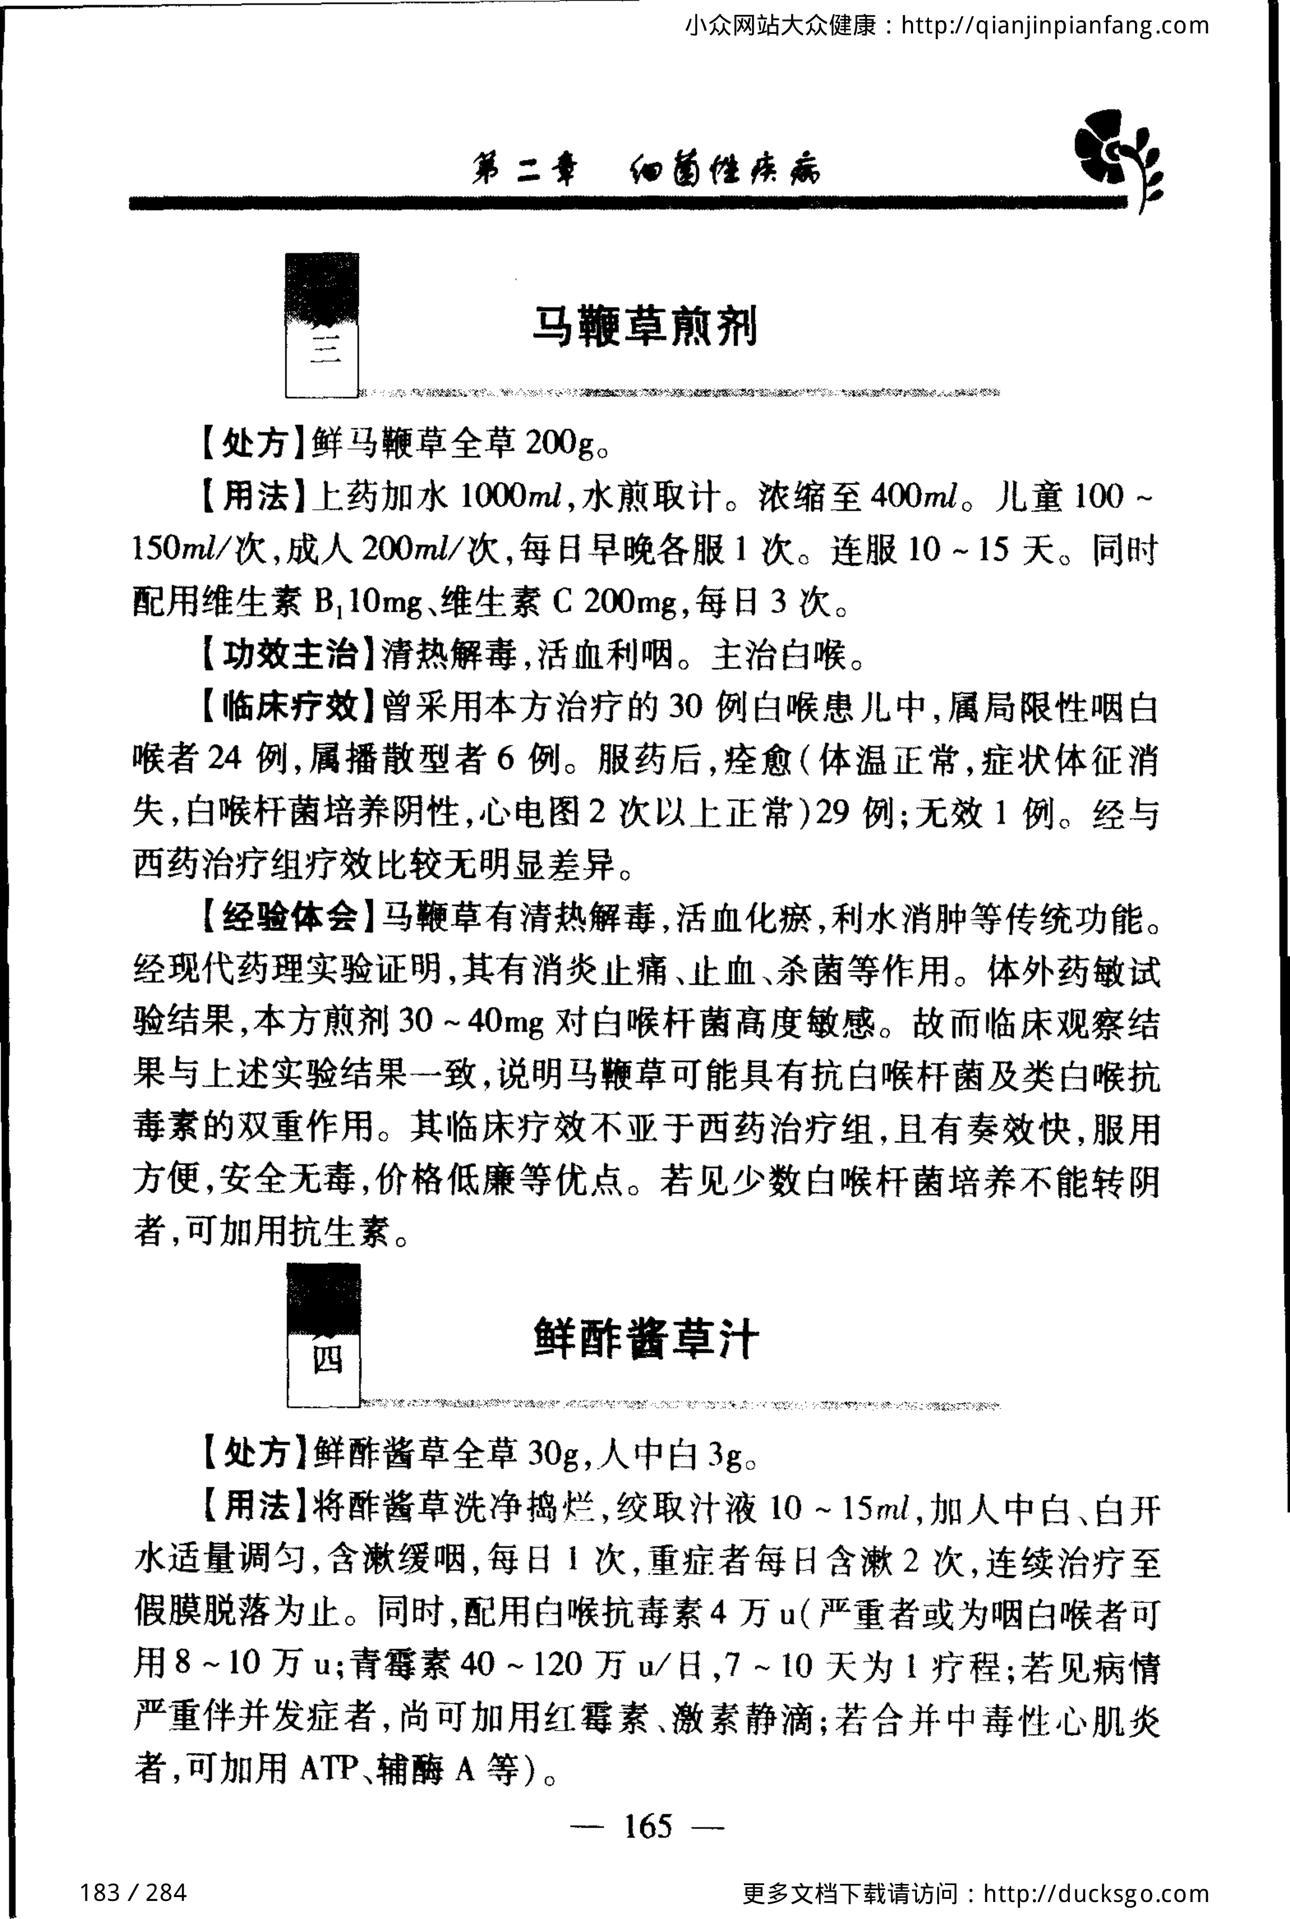 小众网站大众健康：http://qianjinpianfang.com
第二章 细菌性疾病
三
马鞭草煎剂
【处方】鲜马鞭草全草 200g。
【用法】上药加水 1000ml,水煎取计。浓缩至 400ml。儿童 100～
150ml/次,成人 200ml/次,每日早晚各服 1 次。连服 10～15 天。同时
配用维生素 B₁10mg、维生素 C 200mg,每日 3 次。
【功效主治】清热解毒,活血利咽。主治白喉。
【临床疗效】曾采用本方治疗的 30 例白喉患儿中,属局限性咽白
喉者 24 例,属播散型者 6 例。服药后,痊愈(体温正常,症状体征消
失,白喉杆菌培养阴性,心电图 2 次以上正常)29 例;无效 1 例。经与
西药治疗组疗效比较无明显差异。
【经验体会】马鞭草有清热解毒,活血化瘀,利水消肿等传统功能。
经现代药理实验证明,其有消炎止痛、止血、杀菌等作用。体外药敏试
验结果,本方煎剂 30～40mg 对白喉杆菌高度敏感。故而临床观察结
果与上述实验结果一致,说明马鞭草可能具有抗白喉杆菌及类白喉抗
毒素的双重作用。其临床疗效不亚于西药治疗组,且有奏效快,服用
方便,安全无毒,价格低廉等优点。若见少数白喉杆菌培养不能转阴
者,可加用抗生素。
四
鲜酢酱草汁
【处方】鲜酢酱草全草 30g,人中白 3g。
【用法】将酢酱草洗净捣烂,绞取汁液 10～15ml,加人中白、白开
水适量调匀,含漱缓咽,每日 1 次,重症者每日含漱 2 次,连续治疗至
假膜脱落为止。同时,配用白喉抗毒素 4 万 u(严重者或为咽白喉者可
用 8～10 万 u;青霉素 40～120 万 u/日,7～10 天为 1 疗程;若见病情
严重伴并发症者,尚可加用红霉素、激素静滴;若合并中毒性心肌炎
者,可加用 ATP、辅酶 A 等)。
— 165 —
183 / 284
更多文档下载请访问：http://ducksgo.com